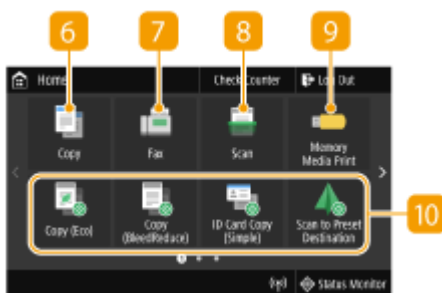 6 7 8 9
Home Check Counter Log Out
Copy Fax Scan Memory
Media Print
10
Copy (Eco) Copy
(BleedReduce) ID Card Copy
(Simple) Scan to Preset
Destination
Status Monitor